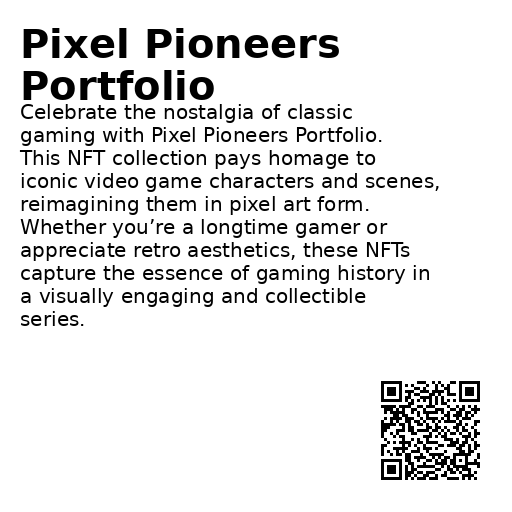 Pixel Pioneers
Portfolio
Celebrate the nostalgia of classic
gaming with Pixel Pioneers Portfolio.
This NFT collection pays homage to
iconic video game characters and scenes,
reimagining them in pixel art form.
Whether you’re a longtime gamer or
appreciate retro aesthetics, these NFTs
capture the essence of gaming history in
a visually engaging and collectible
series.